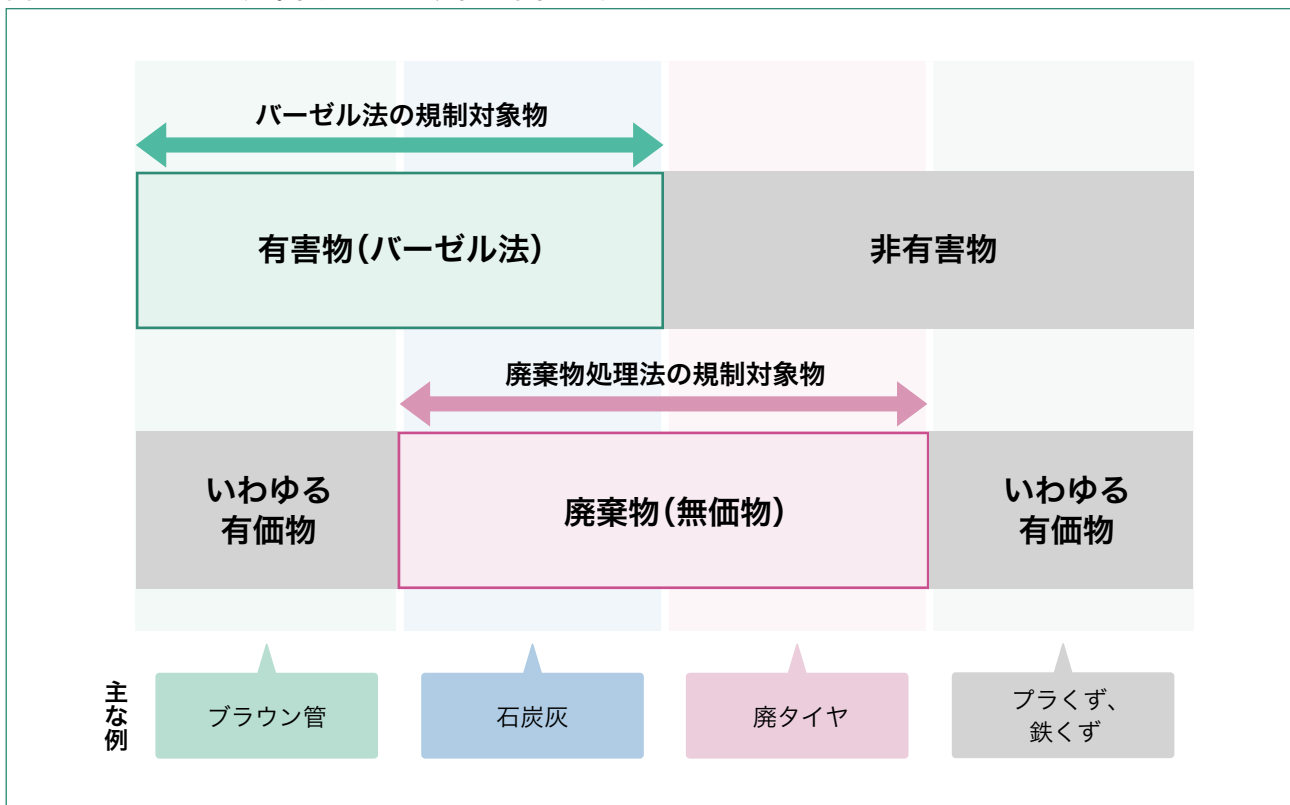 バーゼル法の規制対象物
有害物(バーゼル法)
非有害物
廃棄物処理法の規制対象物
いわゆる
有価物
廃棄物(無価物)
いわゆる
有価物
主な例
ブラウン管
石炭灰
廃タイヤ
プラくず、
鉄くず